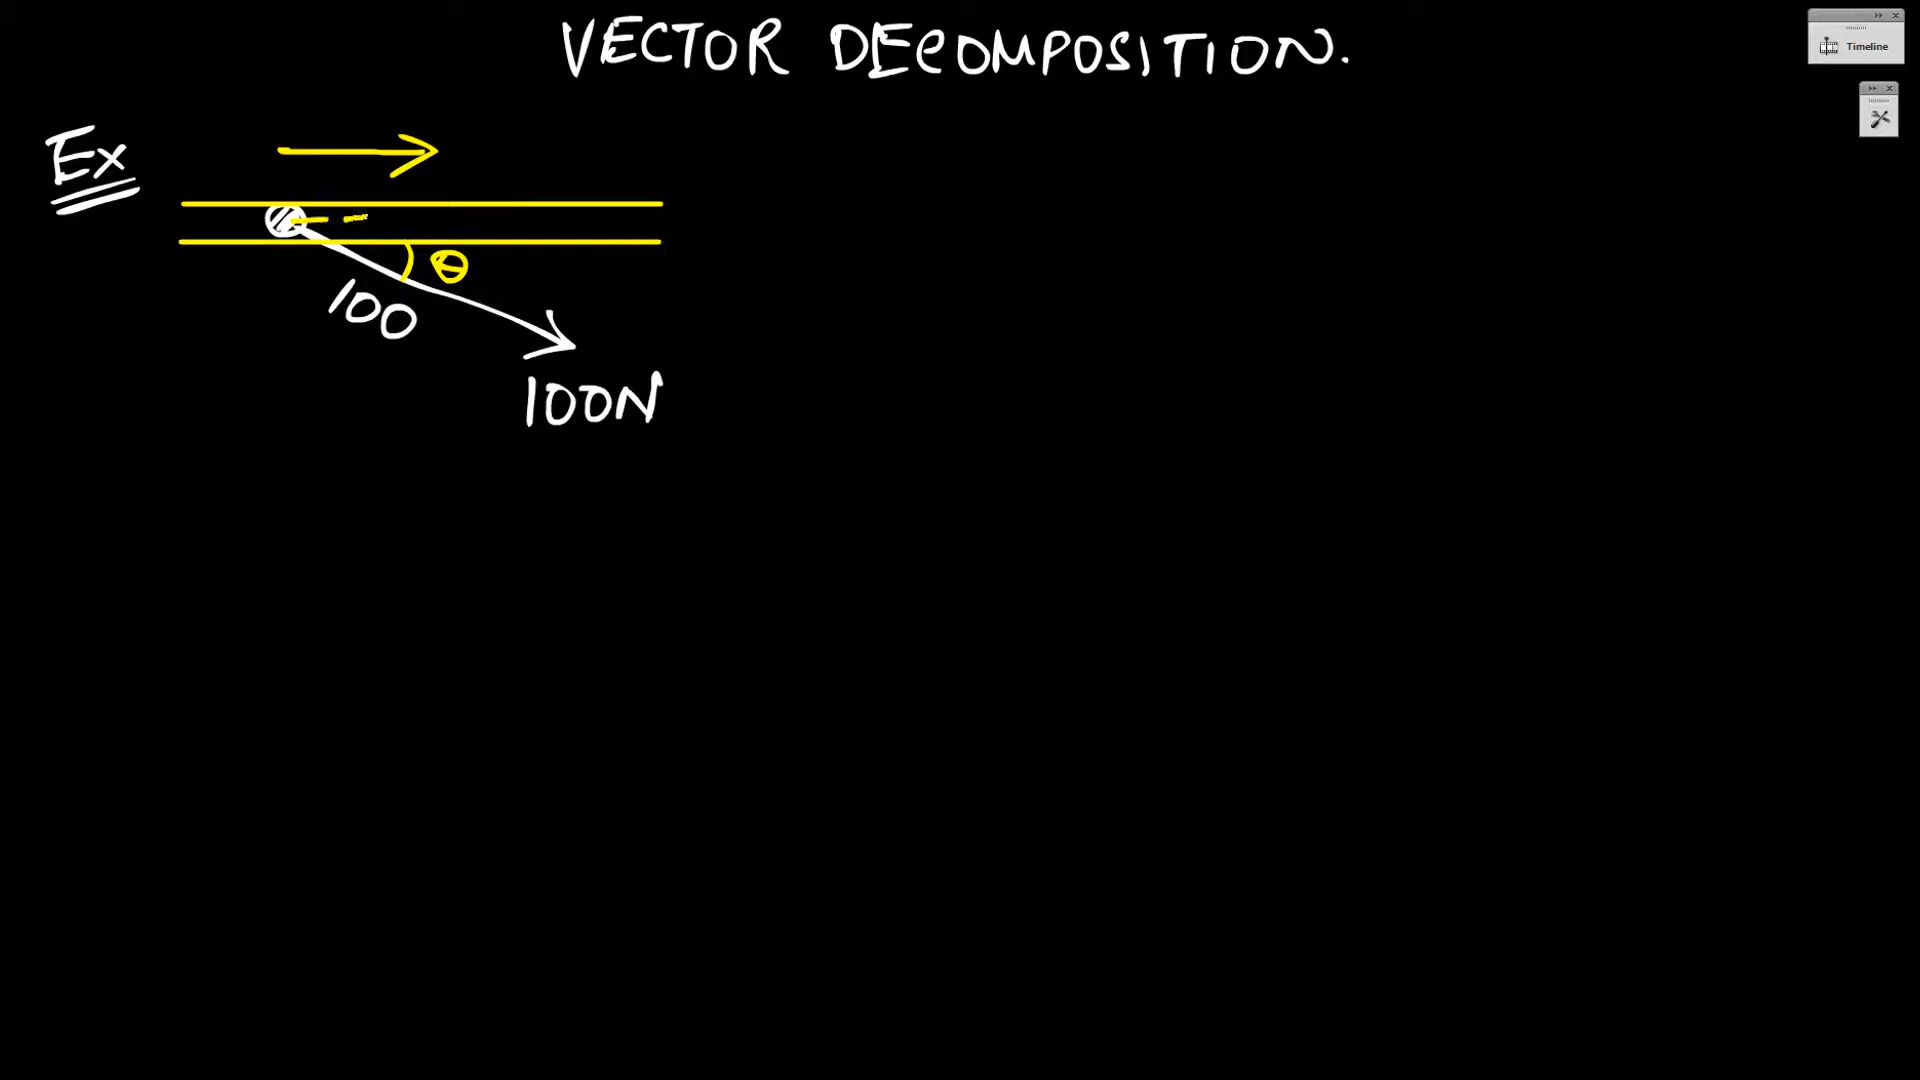 VECTOR DECOMPOSITION.
Timeline
Ex
θ
100
100N